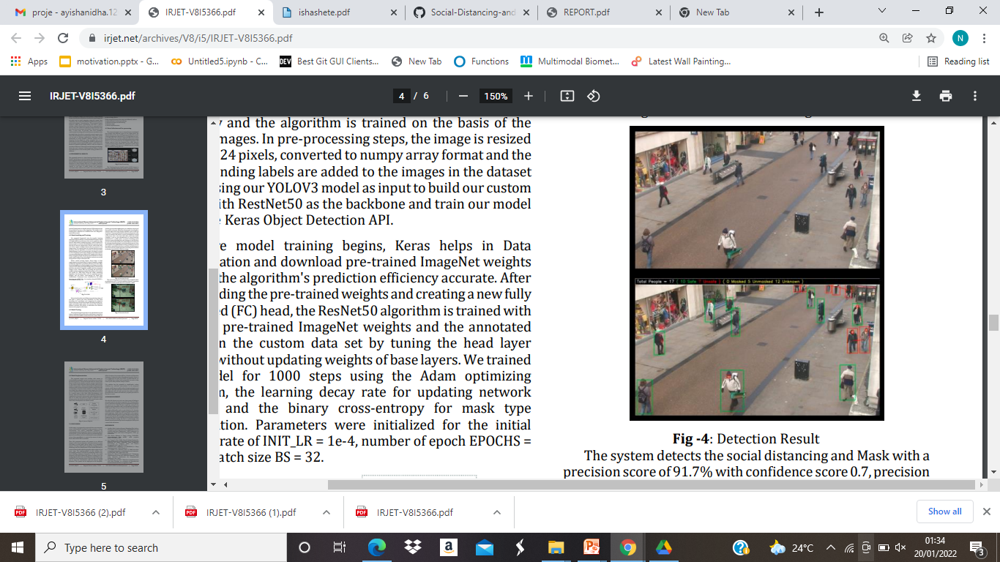 proje - ayishanidha.12
IRJET-V8I5366.pdf
ishashete.pdf
Social-Distancing-and
REPORT.pdf
New Tab
irjet.net/archives/V8/i5/IRJET-V8I5366.pdf
N
Apps
motivation.pptx - G...
Untitled5.ipynb - C...
DEV
Best Git GUI Clients...
New Tab
Functions
Multimodal Biomet...
Latest Wall Painting...
Reading list
IRJET-V8I5366.pdf
4 / 6
150%
3
4
5
y and the algorithm is trained on the basis of the
mages. In pre-processing steps, the image is resized
24 pixels, converted to numpy array format and the
nding labels are added to the images in the dataset
sing our YOLOV3 model as input to build our custom
ith RestNet50 as the backbone and train our model
e Keras Object Detection API.
re model training begins, Keras helps in Data
ation and download pre-trained ImageNet weights
the algorithm's prediction efficiency accurate. After
ding the pre-trained weights and creating a new fully
ed (FC) head, the ResNet50 algorithm is trained with
pre-trained ImageNet weights and the annotated
n the custom data set by tuning the head layer
without updating weights of base layers. We trained
del for 1000 steps using the Adam optimizing
m, the learning decay rate for updating network
and the binary cross-entropy for mask type
tion. Parameters were initialized for the initial
rate of INIT_LR = 1e-4, number of epoch EPOCHS =
atch size BS = 32.
Total People = 17 ( 10 Safe 7 Unsafe ) ( 0 Masked 5 Unmasked 12 Unknown )
Fig -4: Detection Result
The system detects the social distancing and Mask with a
precision score of 91.7% with confidence score 0.7, precision
IRJET-V8I5366 (2).pdf
IRJET-V8I5366 (1).pdf
IRJET-V8I5366.pdf
Show all
Type here to search
24°C
01:34
20/01/2022
3